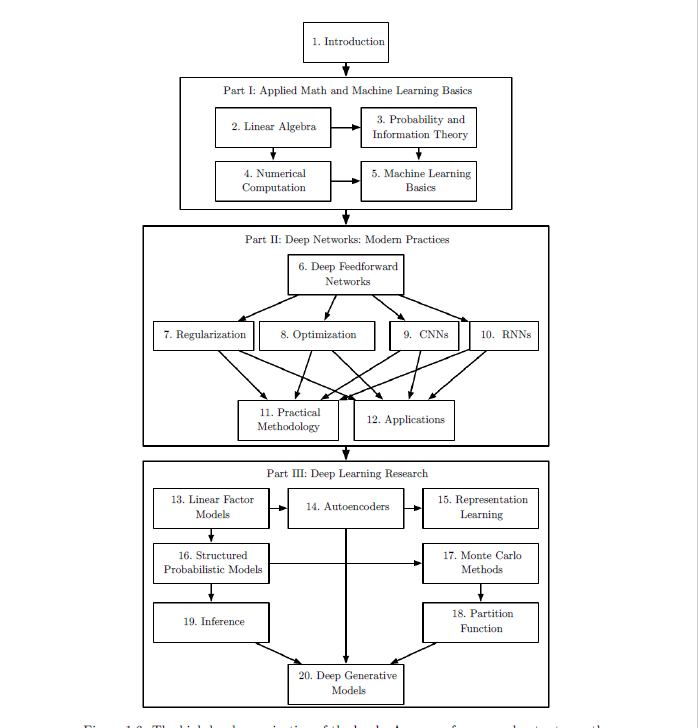 1. Introduction
Part I: Applied Math and Machine Learning Basics
2. Linear Algebra
3. Probability and
Information Theory
4. Numerical
Computation
5. Machine Learning
Basics
Part II: Deep Networks: Modern Practices
6. Deep Feedforward
Networks
7. Regularization
8. Optimization
9. CNNs
10. RNNs
11. Practical
Methodology
12. Applications
Part III: Deep Learning Research
13. Linear Factor
Models
14. Autoencoders
15. Representation
Learning
16. Structured
Probabilistic Models
17. Monte Carlo
Methods
19. Inference
18. Partition
Function
20. Deep Generative
Models